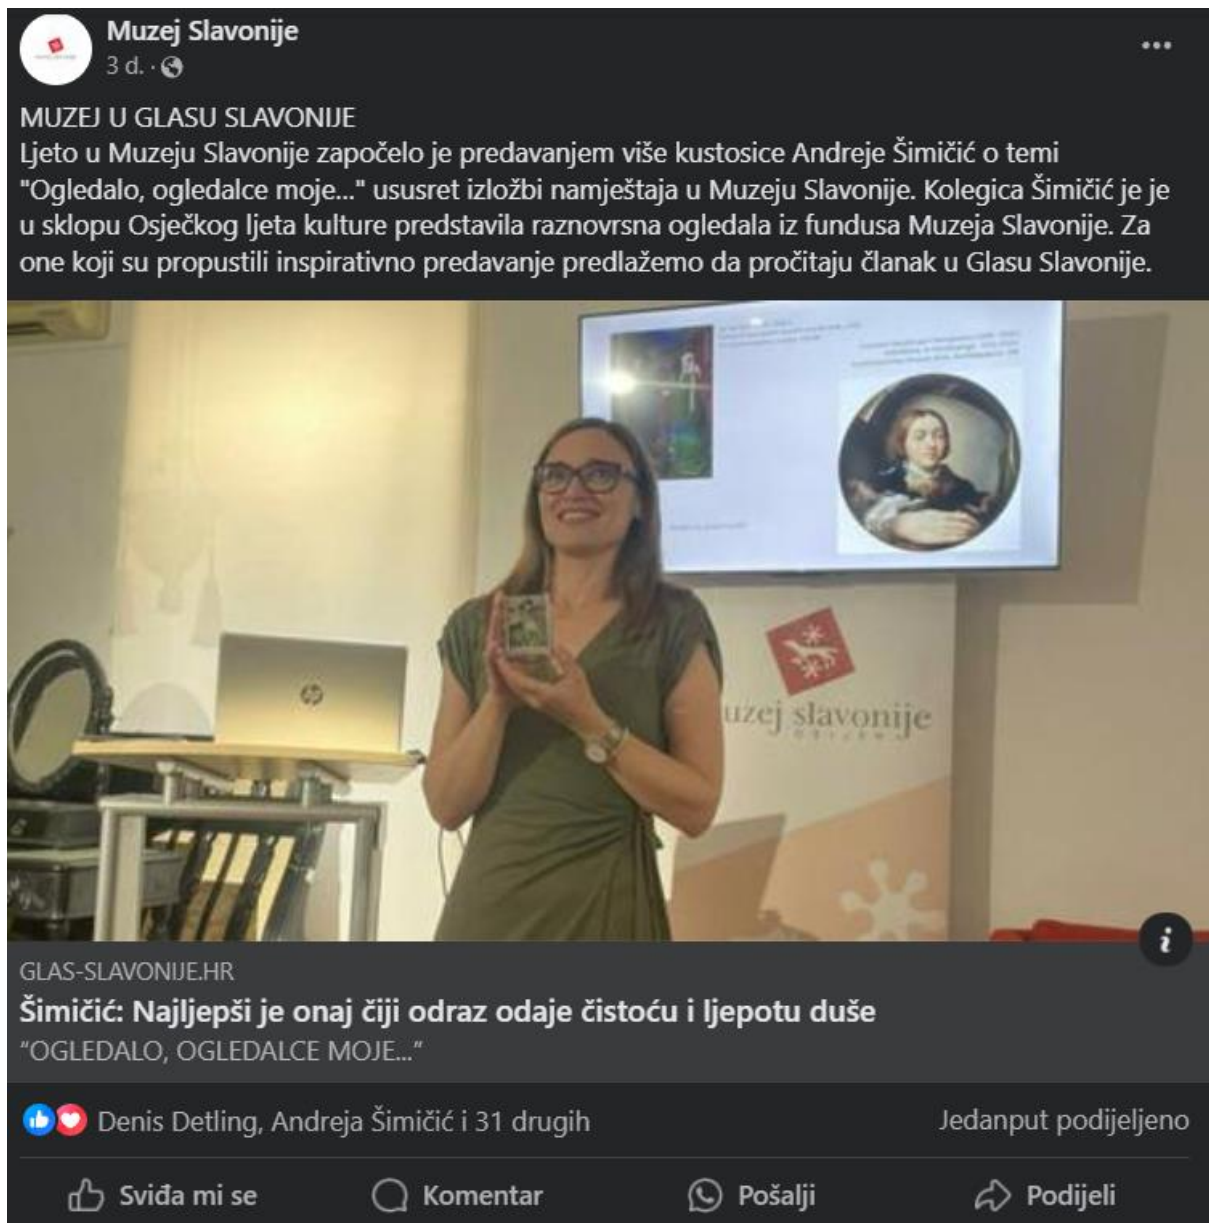 Muzej Slavonije
3 d.
MUZEJ U GLASU SLAVONIJE
Ljeto u Muzeju Slavonije započelo je predavanjem više kustosice Andreje Šimičić o temi
"Ogledalo, ogledalce moje..." ususret izložbi namještaja u Muzeju Slavonije. Kolegica Šimičić je je
u sklopu Osječkog ljeta kulture predstavila raznovrsna ogledala iz fundusa Muzeja Slavonije. Za
one koji su propustili inspirativno predavanje predlažemo da pročitaju članak u Glasu Slavonije.
hp
uzej slavonije
GLAS-SLAVONIJE.HR
Šimičić: Najljepši je onaj čiji odraz odaje čistoću i ljepotu duše
“OGLEDALO, OGLEDALCE MOJE...”
Denis Detling, Andreja Šimičić i 31 drugih
Jedanput podijeljeno
Sviđa mi se
Komentar
Pošalji
Podijeli